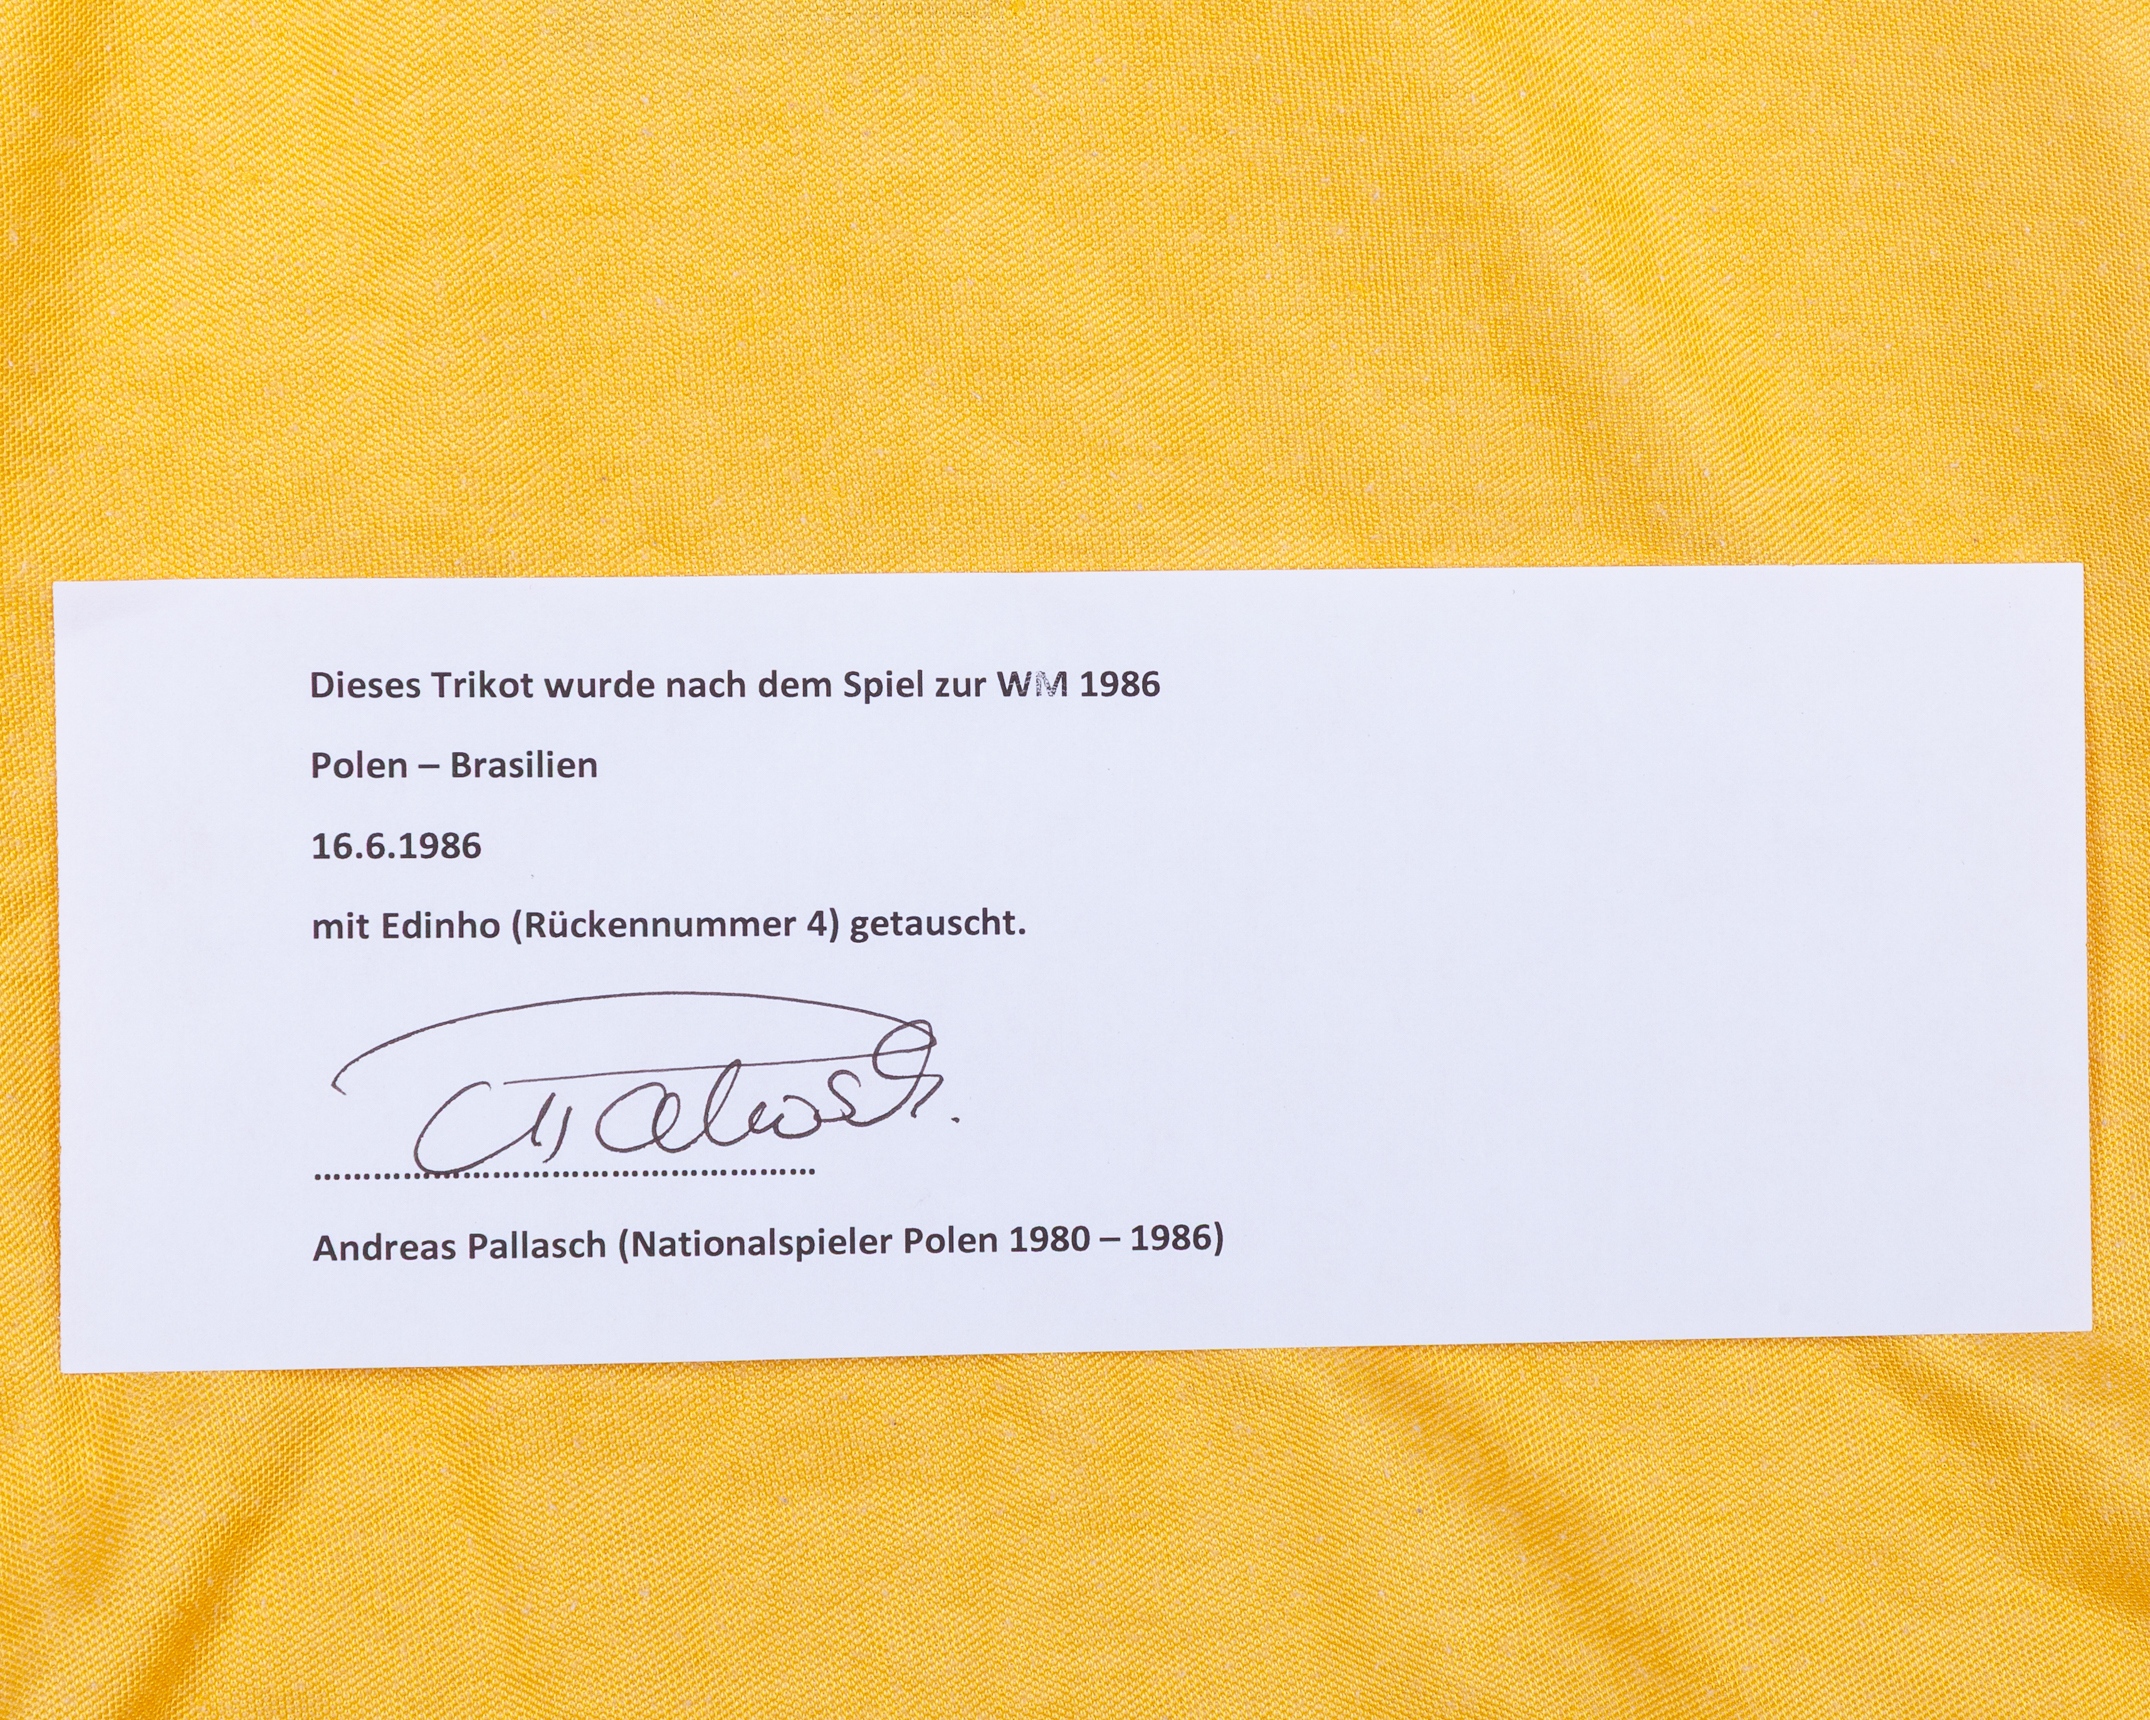 Dieses Trikot wurde nach dem Spiel zur WM 1986
Polen – Brasilien
16.6.1986
mit Edinho (Rückennummer 4) getauscht.
Andreas Pallasch (Nationalspieler Polen 1980 – 1986)